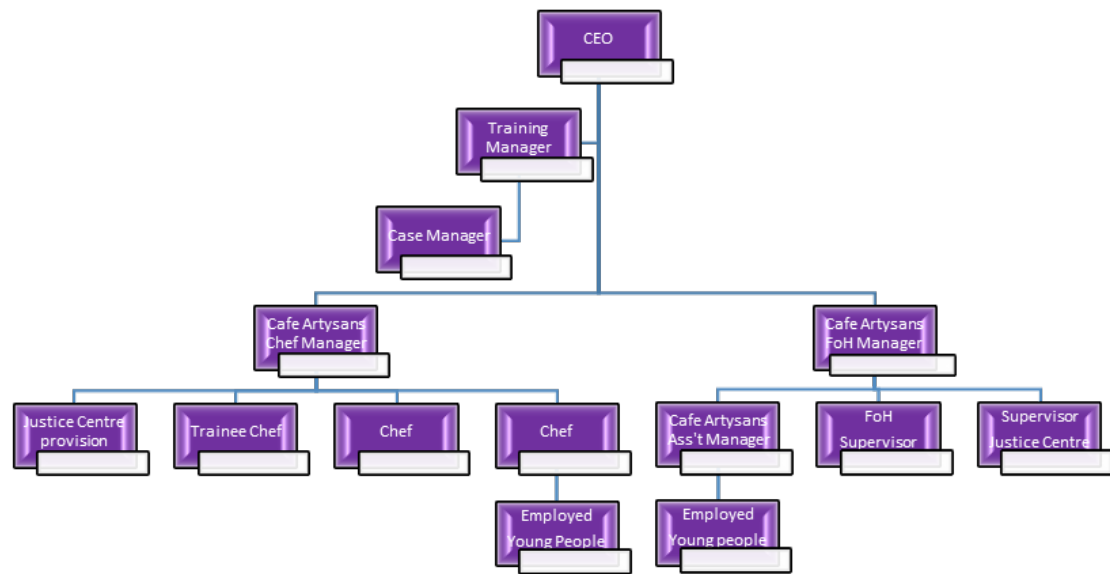 CEO
Training
Manager
Case Manager
Cafe Artysans
Chef Manager
Cafe Artysans
FoH Manager
Justice Centre
provision
Trainee Chef
Chef
Chef
Cafe Artysans
Ass't Manager
FoH
Supervisor
Supervisor
Justice Centre
Employed
Young People
Employed
Young people